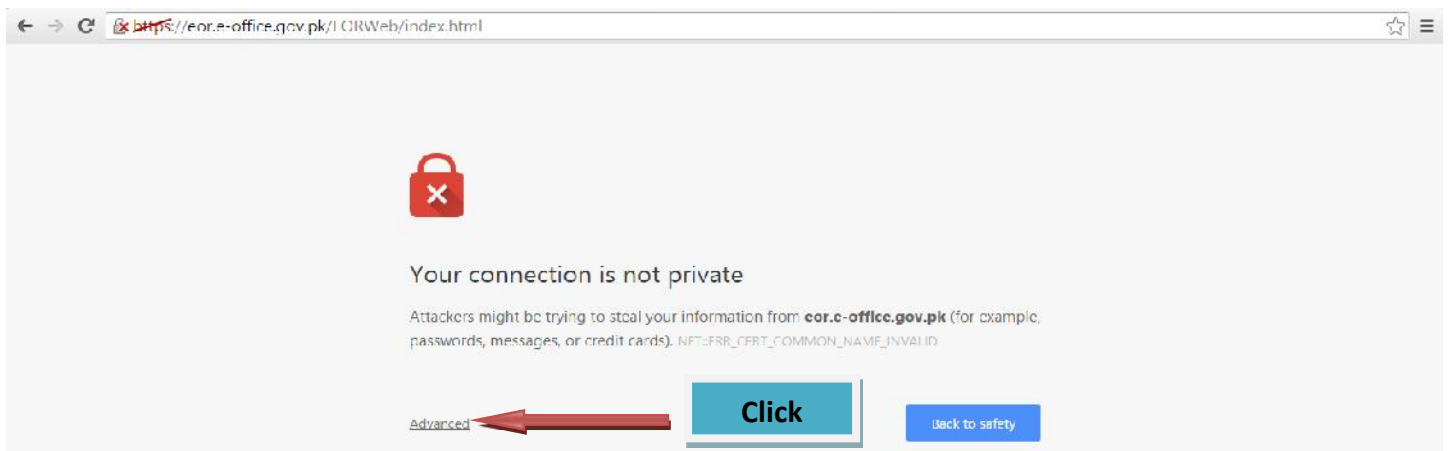 https://eor.e-office.gov.pk/EORWeb/index.html
Your connection is not private
Attackers might be trying to steal your information from eor.e-office.gov.pk (for example,
passwords, messages, or credit cards). NET::ERR_CERT_COMMON_NAME_INVALID
Advanced
Click
Back to safety